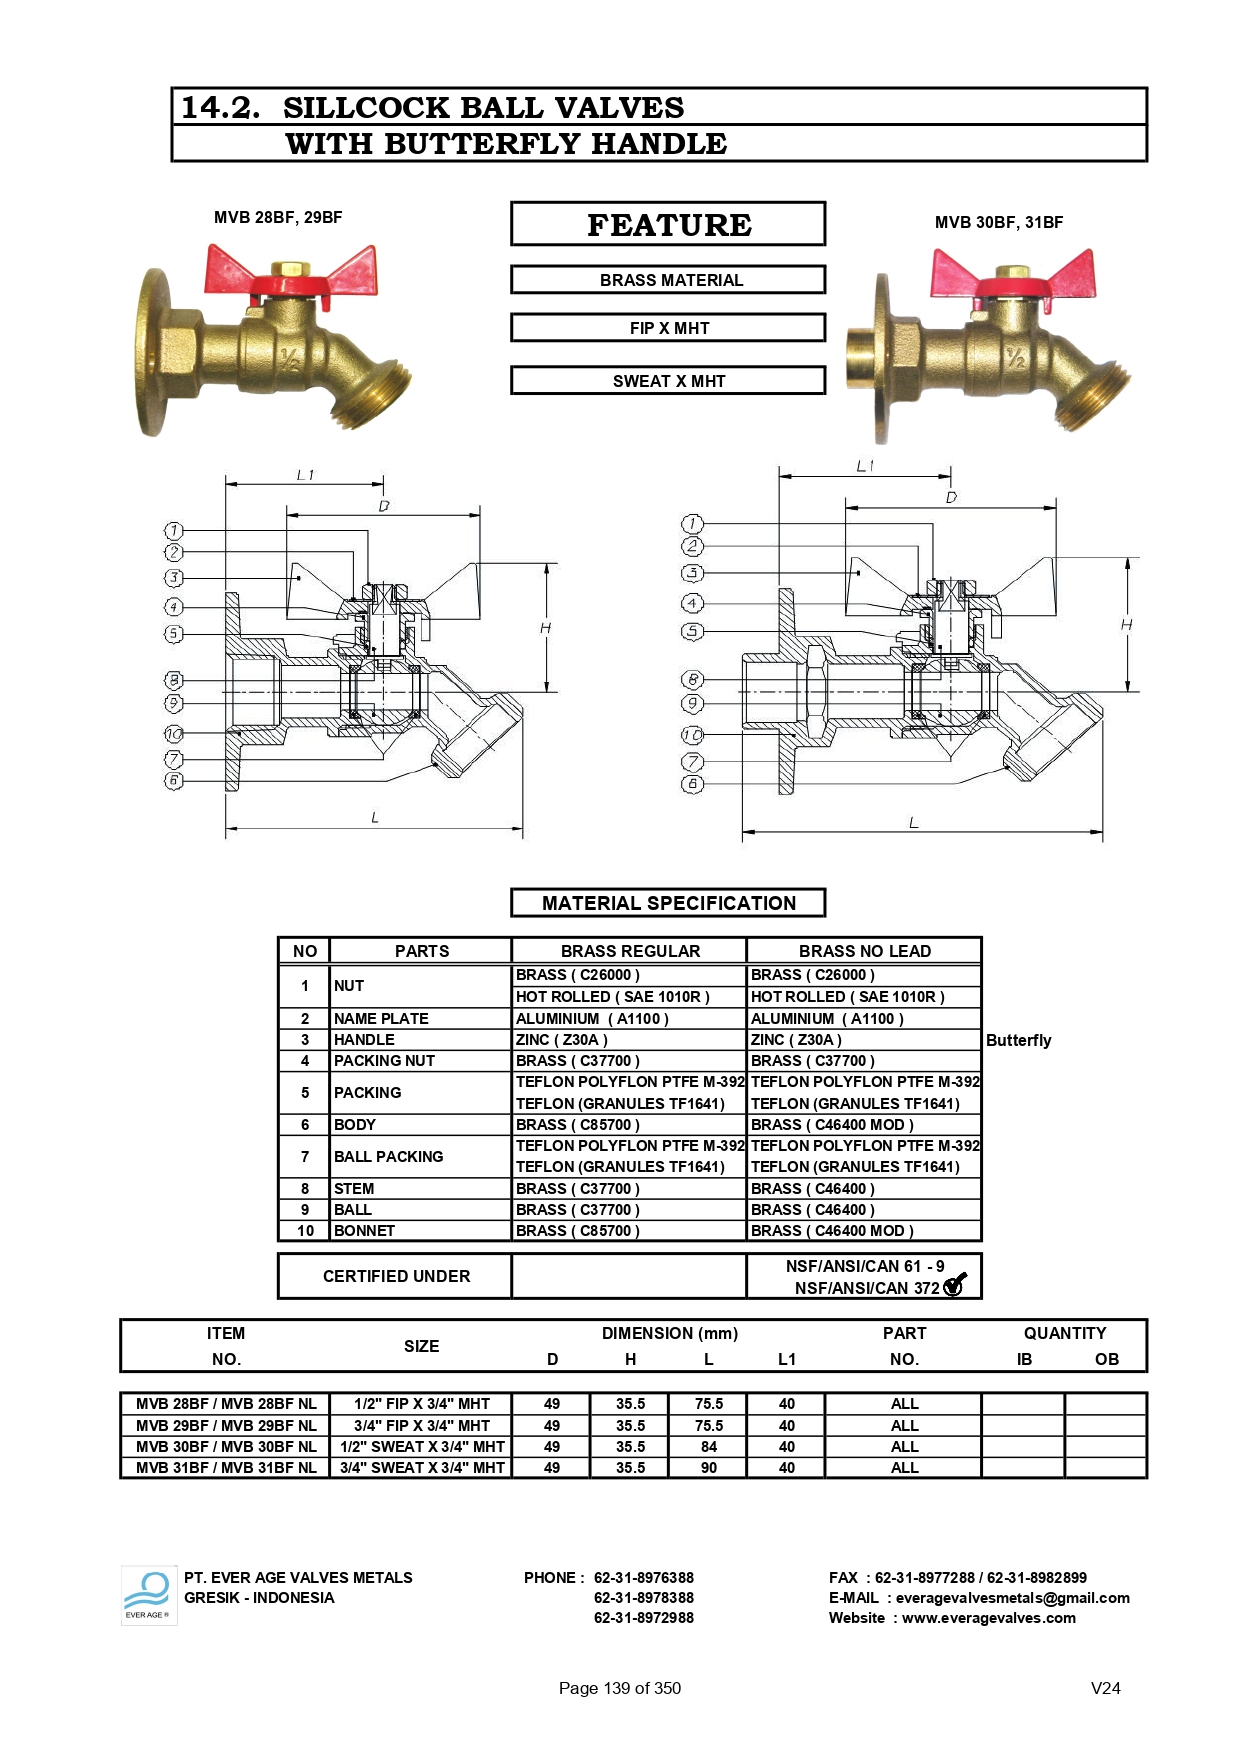 14.2. SILLCOCK BALL VALVES
WITH BUTTERFLY HANDLE
MVB 28BF, 29BF
FEATURE
MVB 30BF, 31BF
BRASS MATERIAL
FIP X MHT
SWEAT X MHT
1/2
1/2
L1
D
1
2
3
4
5
8
9
10
7
6
H
L
L1
D
1
2
3
4
5
8
9
10
7
6
H
L
MATERIAL SPECIFICATION
NO PARTS BRASS REGULAR BRASS NO LEAD
1 NUT BRASS ( C26000 ) BRASS ( C26000 )
HOT ROLLED ( SAE 1010R ) HOT ROLLED ( SAE 1010R )
2 NAME PLATE ALUMINIUM ( A1100 ) ALUMINIUM ( A1100 )
3 HANDLE ZINC ( Z30A ) ZINC ( Z30A ) Butterfly
4 PACKING NUT BRASS ( C37700 ) BRASS ( C37700 )
5 PACKING TEFLON POLYFLON PTFE M-392 TEFLON POLYFLON PTFE M-392
TEFLON (GRANULES TF1641) TEFLON (GRANULES TF1641)
6 BODY BRASS ( C85700 ) BRASS ( C46400 MOD )
7 BALL PACKING TEFLON POLYFLON PTFE M-392 TEFLON POLYFLON PTFE M-392
TEFLON (GRANULES TF1641) TEFLON (GRANULES TF1641)
8 STEM BRASS ( C37700 ) BRASS ( C46400 )
9 BALL BRASS ( C37700 ) BRASS ( C46400 )
10 BONNET BRASS ( C85700 ) BRASS ( C46400 MOD )
CERTIFIED UNDER NSF/ANSI/CAN 61 - 9
NSF/ANSI/CAN 372
ITEM SIZE DIMENSION (mm) PART QUANTITY
NO. D H L L1 NO. IB OB
MVB 28BF / MVB 28BF NL 1/2" FIP X 3/4" MHT 49 35.5 75.5 40 ALL
MVB 29BF / MVB 29BF NL 3/4" FIP X 3/4" MHT 49 35.5 75.5 40 ALL
MVB 30BF / MVB 30BF NL 1/2" SWEAT X 3/4" MHT 49 35.5 84 40 ALL
MVB 31BF / MVB 31BF NL 3/4" SWEAT X 3/4" MHT 49 35.5 90 40 ALL
EVER AGE ®
PT. EVER AGE VALVES METALS PHONE : 62-31-8976388 FAX : 62-31-8977288 / 62-31-8982899
GRESIK - INDONESIA 62-31-8978388 E-MAIL : everagevalvesmetals@gmail.com
62-31-8972988 Website : www.everagevalves.com
Page 139 of 350 V24